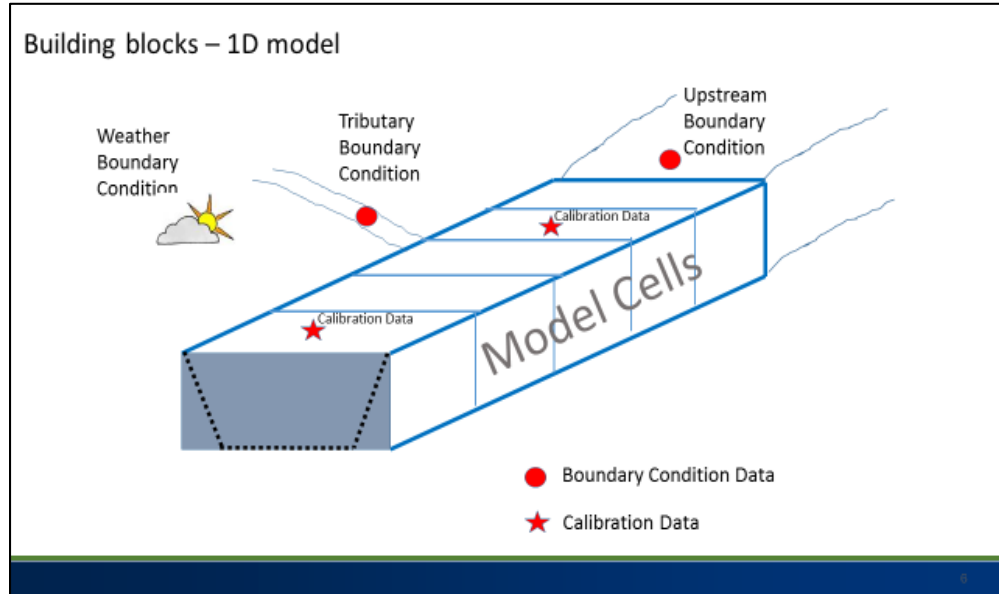 Building blocks – 1D model
Weather
Boundary
Condition
Tributary
Boundary
Condition
Upstream
Boundary
Condition
Calibration Data
Calibration Data
Model Cells
Boundary Condition Data
Calibration Data
6